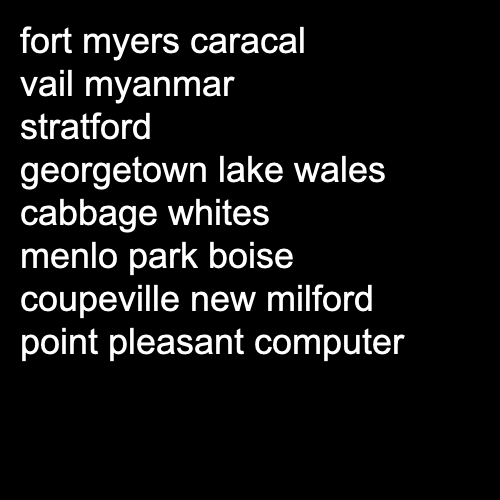 fort myers caracal
vail myanmar
stratford
georgetown lake wales
cabbage whites
menlo park boise
coupeville new milford
point pleasant computer